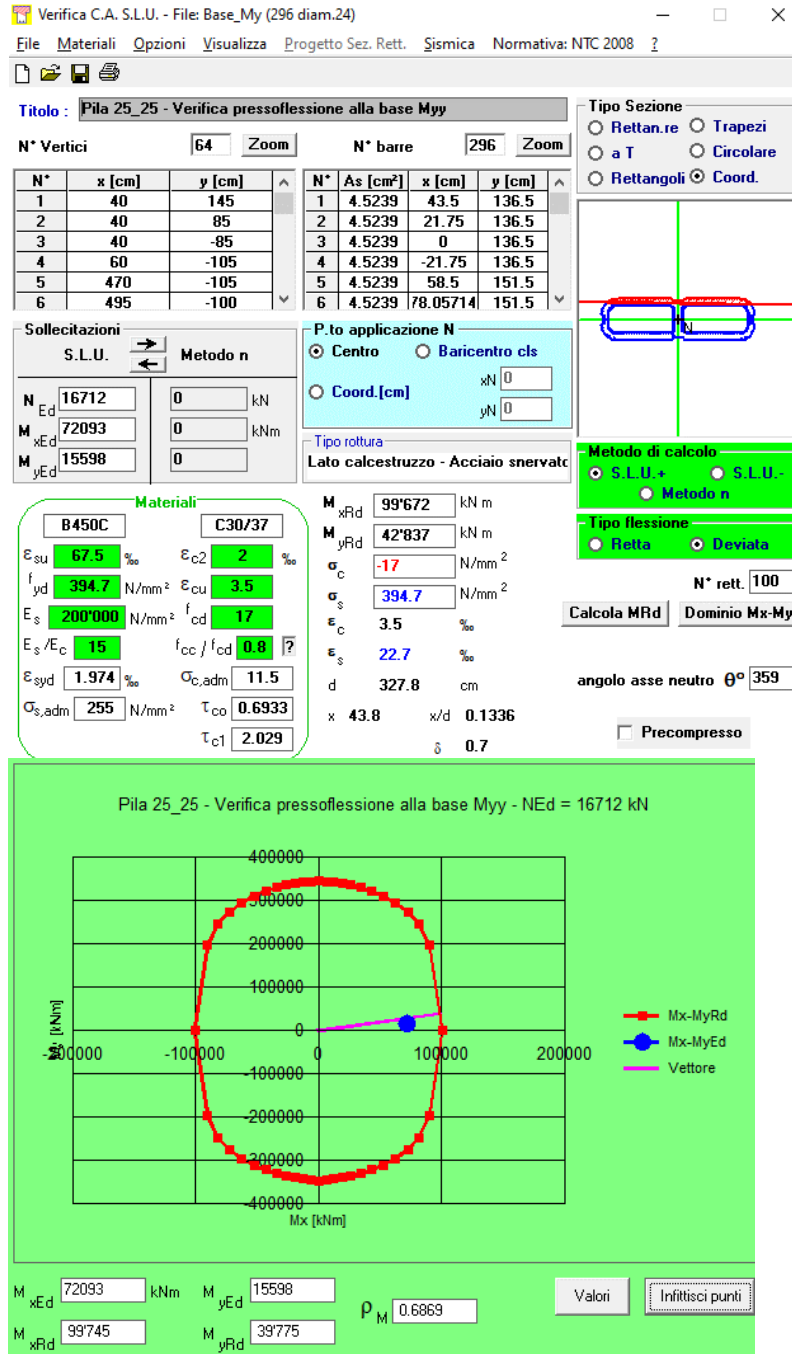 Verifica C.A. S.L.U. - File: Base_My (296 diam.24)
File Materiali Opzioni Visualizza Progetto Sez. Rett. Sismica Normativa: NTC 2008 ?
Titolo : Pila 25_25 - Verifica pressoflessione alla base Myy
N° Vertici 64 Zoom N° barre 296 Zoom
N° x [cm] y [cm]
1 40 145
2 40 85
3 40 -85
4 60 -105
5 470 -105
6 495 -100
N° As [cm²] x [cm] y [cm]
1 4.5239 43.5 136.5
2 4.5239 21.75 136.5
3 4.5239 0 136.5
4 4.5239 -21.75 136.5
5 4.5239 58.5 151.5
6 4.5239 78.05714 151.5
Tipo Sezione
Rettan.re Trapezi
a T Circolare
Rettangoli Coord.
N
Sollecitazioni
S.L.U. Metodo n
N Ed 16712 0 kN
M xEd 72093 0 kNm
M yEd 15598 0
P.to applicazione N
Centro Baricentro cls
Coord.[cm] xN 0
yN 0
Tipo rottura
Lato calcestruzzo - Acciaio snervato
Metodo di calcolo
S.L.U.+ S.L.U.-
Metodo n
Tipo flessione
Retta Deviata
N° rett. 100
Calcola MRd Dominio Mx-My
angolo asse neutro θ° 359
Precompresso
Materiali
B450C C30/37
εsu 67.5 ‰ εc2 2 ‰
fyd 394.7 N/mm² εcu 3.5
Es 200'000 N/mm² fcd 17
Es/Ec 15 fcc / fcd 0.8 ?
εsyd 1.974 ‰ σc,adm 11.5
σs,adm 255 N/mm² τco 0.6933
τc1 2.029
M xRd 99'672 kN m
M yRd 42'837 kN m
σc -17 N/mm²
σs 394.7 N/mm²
εc 3.5 ‰
εs 22.7 ‰
d 327.8 cm
x 43.8 x/d 0.1336
δ 0.7
Pila 25_25 - Verifica pressoflessione alla base Myy - NEd = 16712 kN
400000
300000
200000
100000
0
-200000 -100000 0 100000 200000
-100000
-200000
-300000
-400000
Mx [kNm]
Mx-MyRd
Mx-MyEd
Vettore
M xEd 72093 kNm M yEd 15598
M xRd 99'745 M yRd 39'775
ρ M 0.6869
Valori Infittisci punti